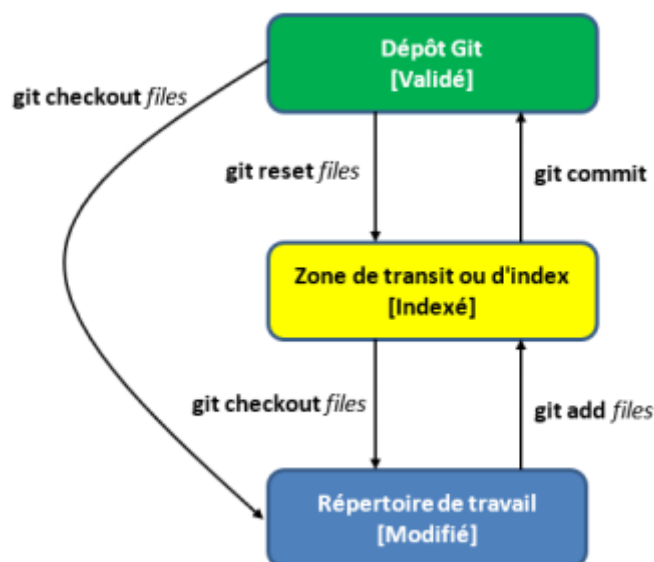 Dépôt Git
[Validé]
git checkout files
git reset files
git commit
Zone de transit ou d'index
[Indexé]
git checkout files
git add files
Répertoire de travail
[Modifié]